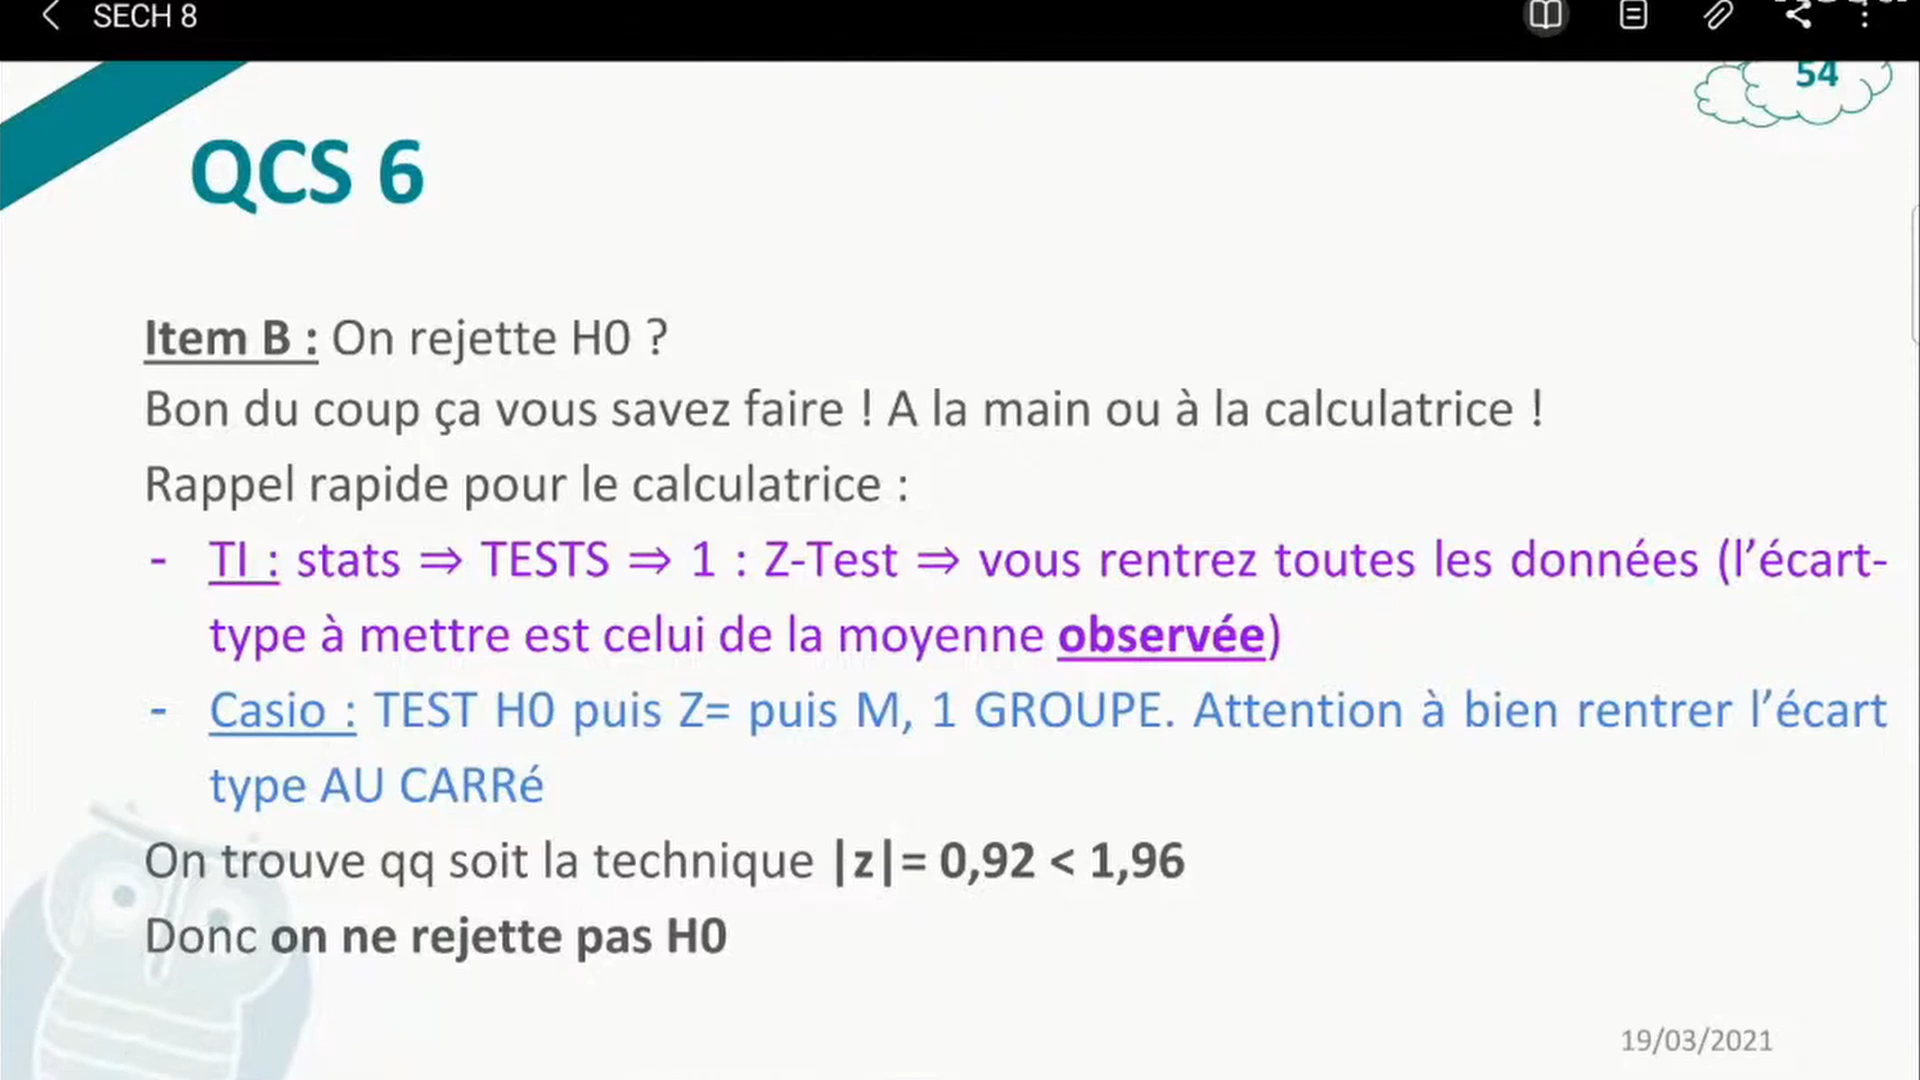 SECH 8
54
QCS 6
Item B : On rejette H0 ?
Bon du coup ça vous savez faire ! A la main ou à la calculatrice !
Rappel rapide pour le calculatrice :
- TI : stats ⇒ TESTS ⇒ 1 : Z-Test ⇒ vous rentrez toutes les données (l’écart-
type à mettre est celui de la moyenne observée)
- Casio : TEST H0 puis Z= puis M, 1 GROUPE. Attention à bien rentrer l’écart
type AU CARRé
On trouve qq soit la technique |z|= 0,92 < 1,96
Donc on ne rejette pas H0
19/03/2021